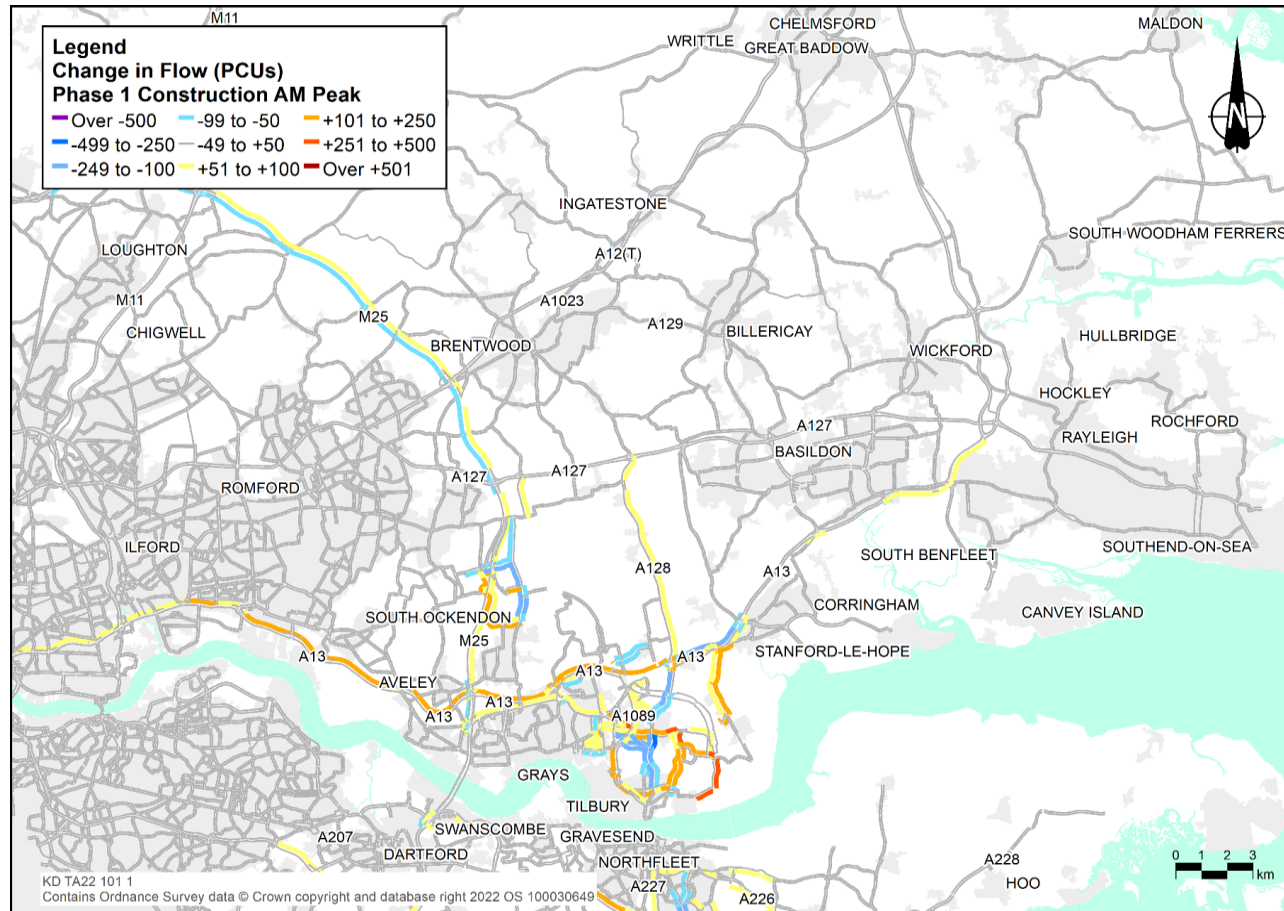 M11
CHELMSFORD
MALDON
WRITTLE
GREAT BADDOW
Legend
Change in Flow (PCUs)
Phase 1 Construction AM Peak
Over -500
-99 to -50
+101 to +250
-499 to -250
-49 to +50
+251 to +500
-249 to -100
+51 to +100
Over +501
N
INGATESTONE
LOUGHTON
SOUTH WOODHAM FERRERS
A12(T)
M11
A1023
M25
CHIGWELL
A129
BILLERICAY
HULLBRIDGE
BRENTWOOD
WICKFORD
HOCKLEY
ROCHFORD
A127
RAYLEIGH
BASILDON
A127
A127
ROMFORD
ILFORD
SOUTH BENFLEET
SOUTHEND-ON-SEA
A128
A13
CORRINGHAM
CANVEY ISLAND
SOUTH OCKENDON
M25
STANFORD-LE-HOPE
A13
A13
A13
AVELEY
A13
A13
A1089
GRAYS
TILBURY
SWANSCOMBE
A207
GRAVESEND
DARTFORD
NORTHFLEET
A228
HOO
A227
A226
0 1 2 3
km
KD TA22 101 1
Contains Ordnance Survey data © Crown copyright and database right 2022 OS 100030649